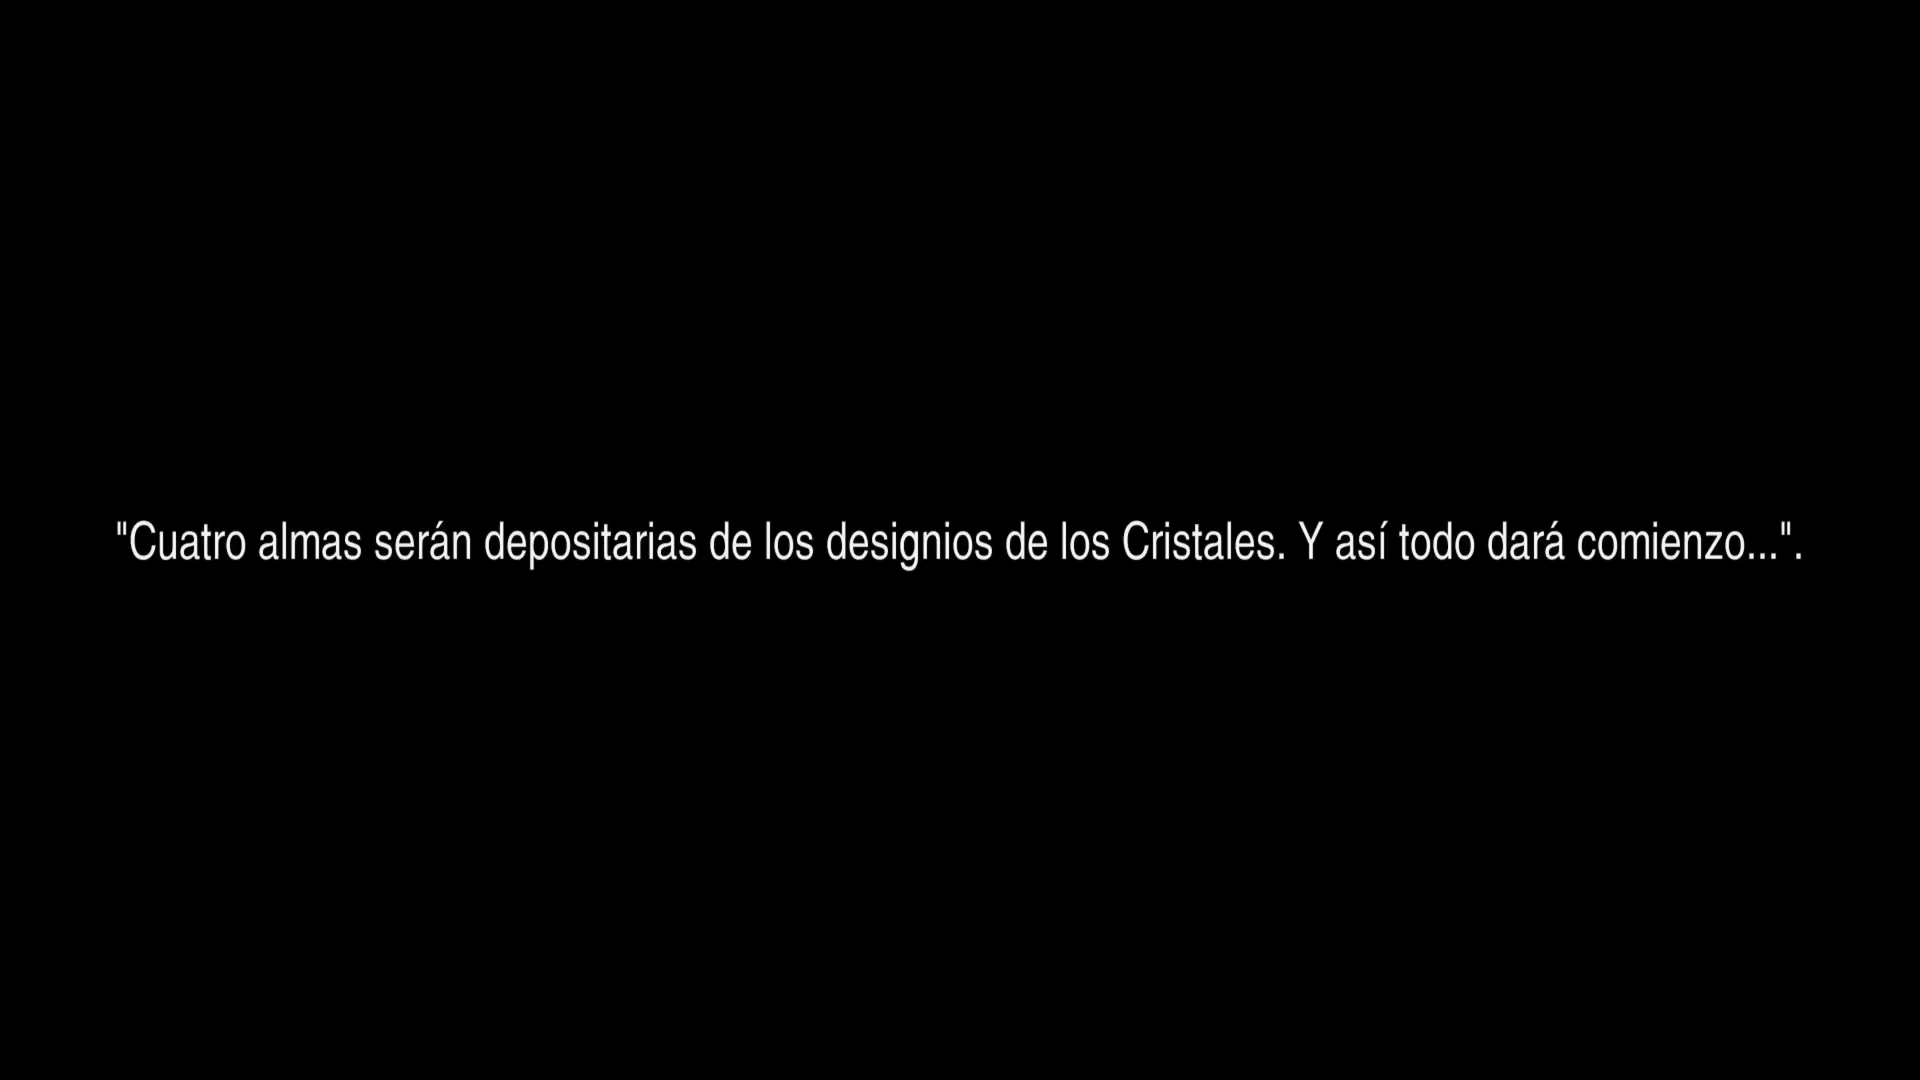 "Cuatro almas serán depositarias de los designios de los Cristales. Y así todo dará comienzo...".